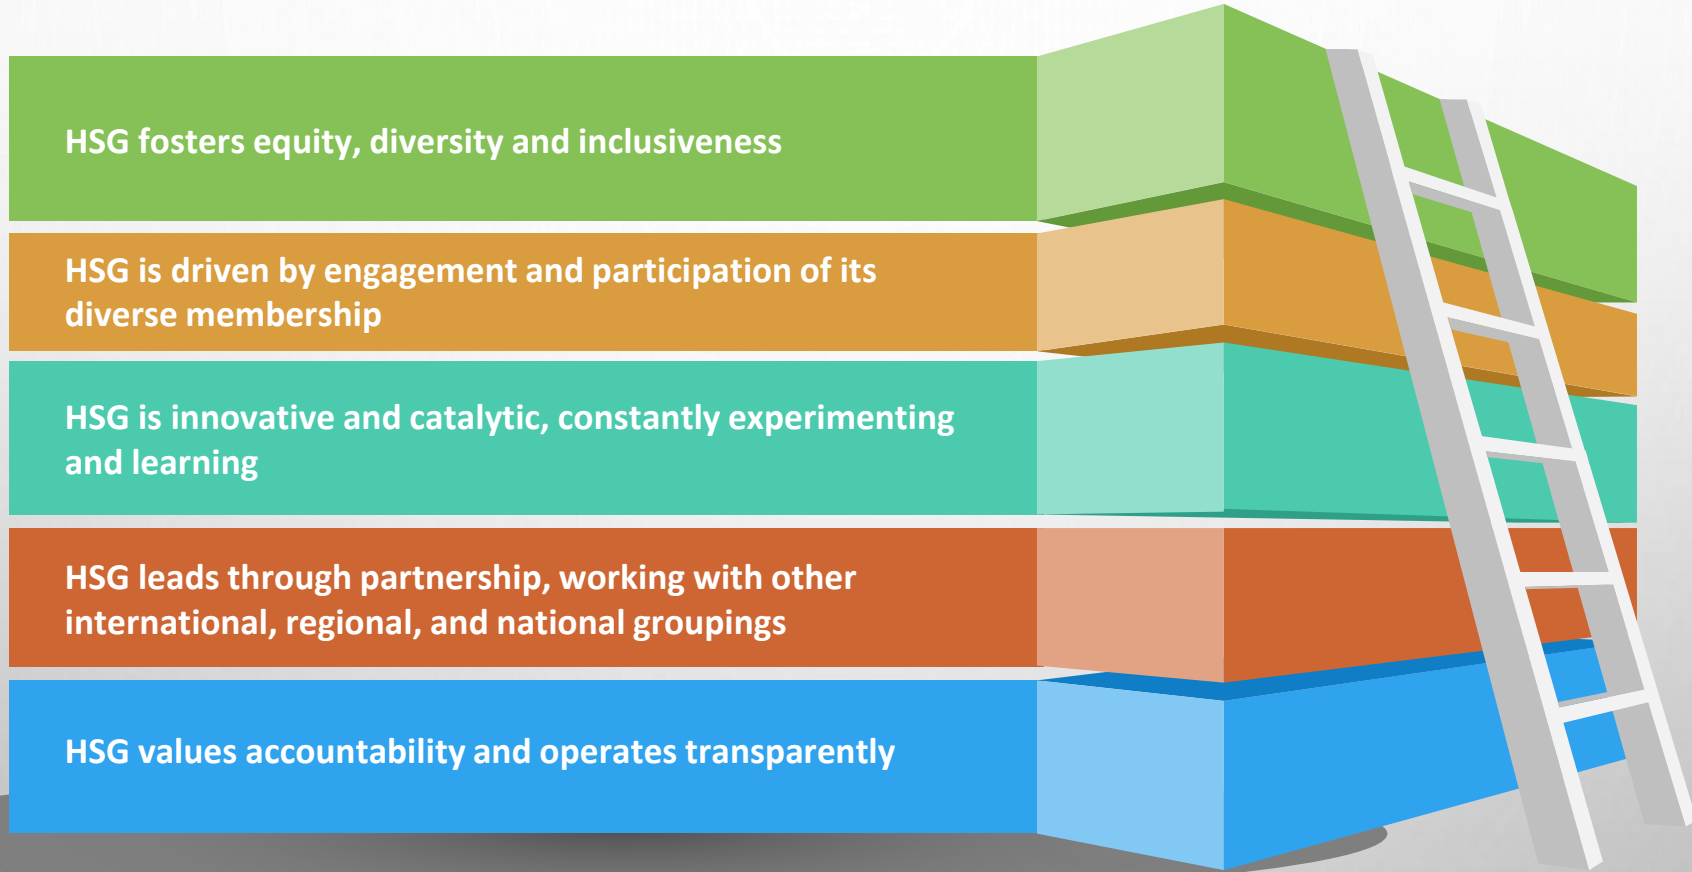 HSG fosters equity, diversity and inclusiveness
HSG is driven by engagement and participation of its
diverse membership
HSG is innovative and catalytic, constantly experimenting
and learning
HSG leads through partnership, working with other
international, regional, and national groupings
HSG values accountability and operates transparently